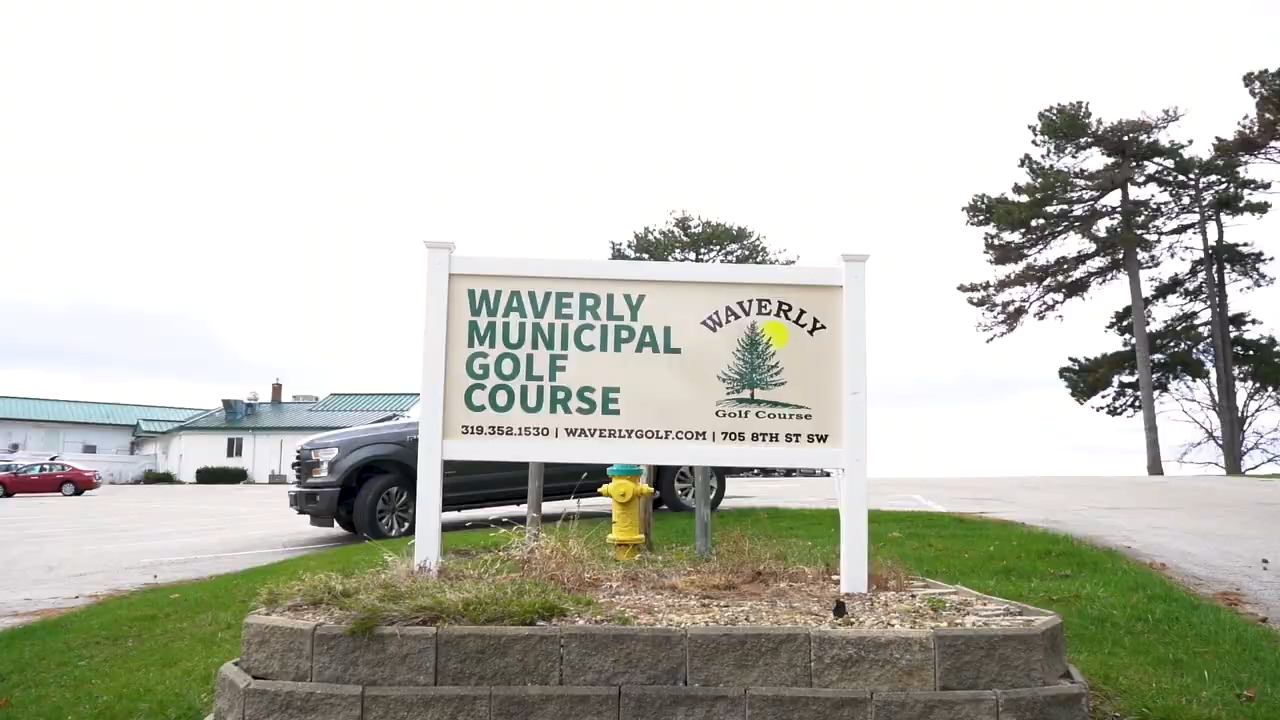 WAVERLY
MUNICIPAL
GOLF
COURSE
WAVERLY
Golf Course
319.352.1530 | WAVERLYGOLF.COM | 705 8TH ST SW